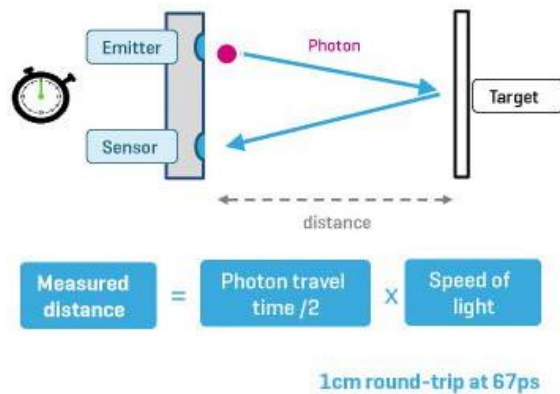 Emitter
Photon
Target
Sensor
distance
Measured distance = Photon travel time /2 x Speed of light
1cm round-trip at 67ps